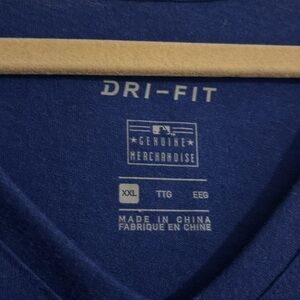 DRI-FIT
★ GENUINE ★
MERCHANDISE
XXL TTG EEG
MADE IN CHINA
FABRIQUÉ EN CHINE